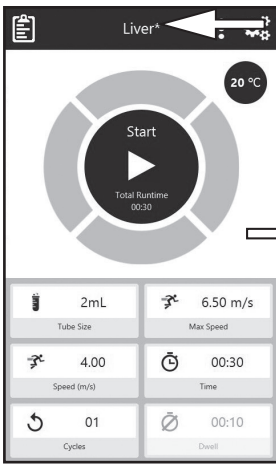 Liver*
20 °C
Start
Total Runtime
00:30
2mL
6.50 m/s
Tube Size
Max Speed
4.00
00:30
Speed (m/s)
Time
01
00:10
Cycles
Dwell